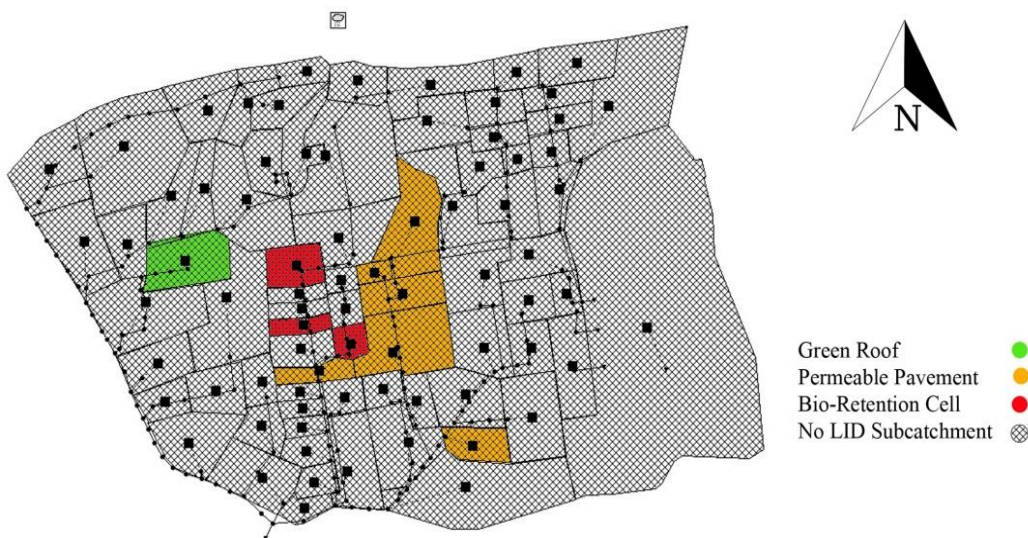 N
Green Roof
Permeable Pavement
Bio-Retention Cell
No LID Subcatchment